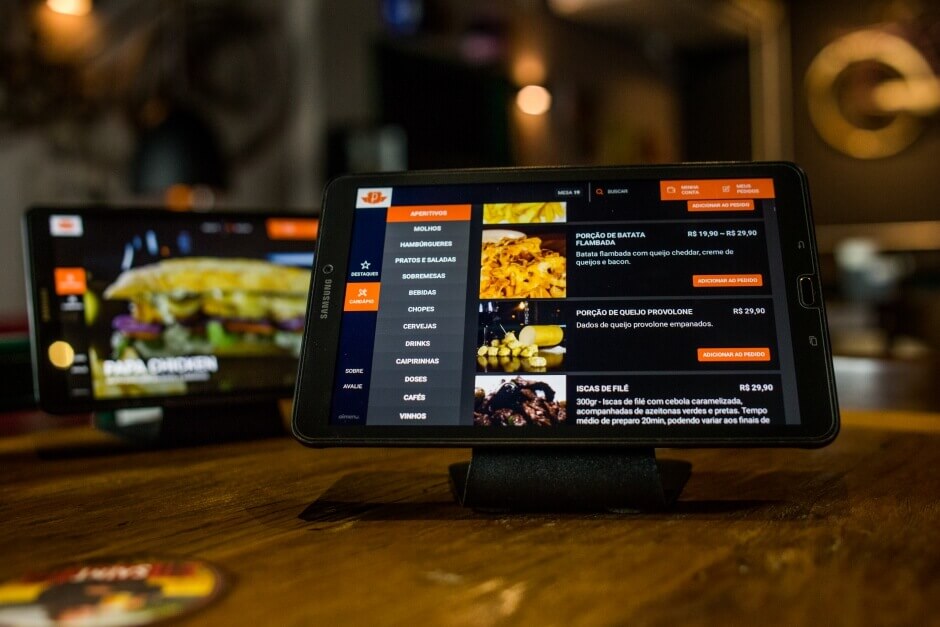 SAMSUNG
MESA 19
BUSCAR
MINHA
CONTA
MEUS
PEDIDOS
DESTAQUES
CARDÁPIO
SOBRE
AVALIE
APERITIVOS
MOLHOS
HAMBÚRGUERES
PRATOS E SALADAS
SOBREMESAS
BEBIDAS
CHOPES
CERVEJAS
DRINKS
CAIPIRINHAS
DOSES
CAFÉS
VINHOS
ADICIONAR AO PEDIDO
PORÇÃO DE BATATA
FLAMBADA
R$ 19,90 – R$ 29,90
Batata flambada com queijo cheddar, creme de
queijos e bacon.
ADICIONAR AO PEDIDO
PORÇÃO DE QUEIJO PROVOLONE
R$ 29,90
Dados de queijo provolone empanados.
ADICIONAR AO PEDIDO
ISCAS DE FILÉ
R$ 29,90
300gr - Iscas de filé com cebola caramelizada,
acompanhadas de azeitonas verdes e pretas. Tempo
médio de preparo 20min, podendo variar aos finais de
PAPA CHICKEN